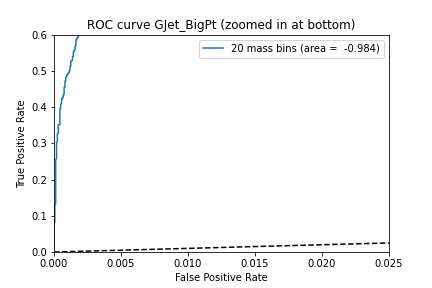 ROC curve GJet_BigPt (zoomed in at bottom)
20 mass bins (area =  -0.984)
True Positive Rate
0.6
0.5
0.4
0.3
0.2
0.1
0.0
0.000 0.005 0.010 0.015 0.020 0.025
False Positive Rate